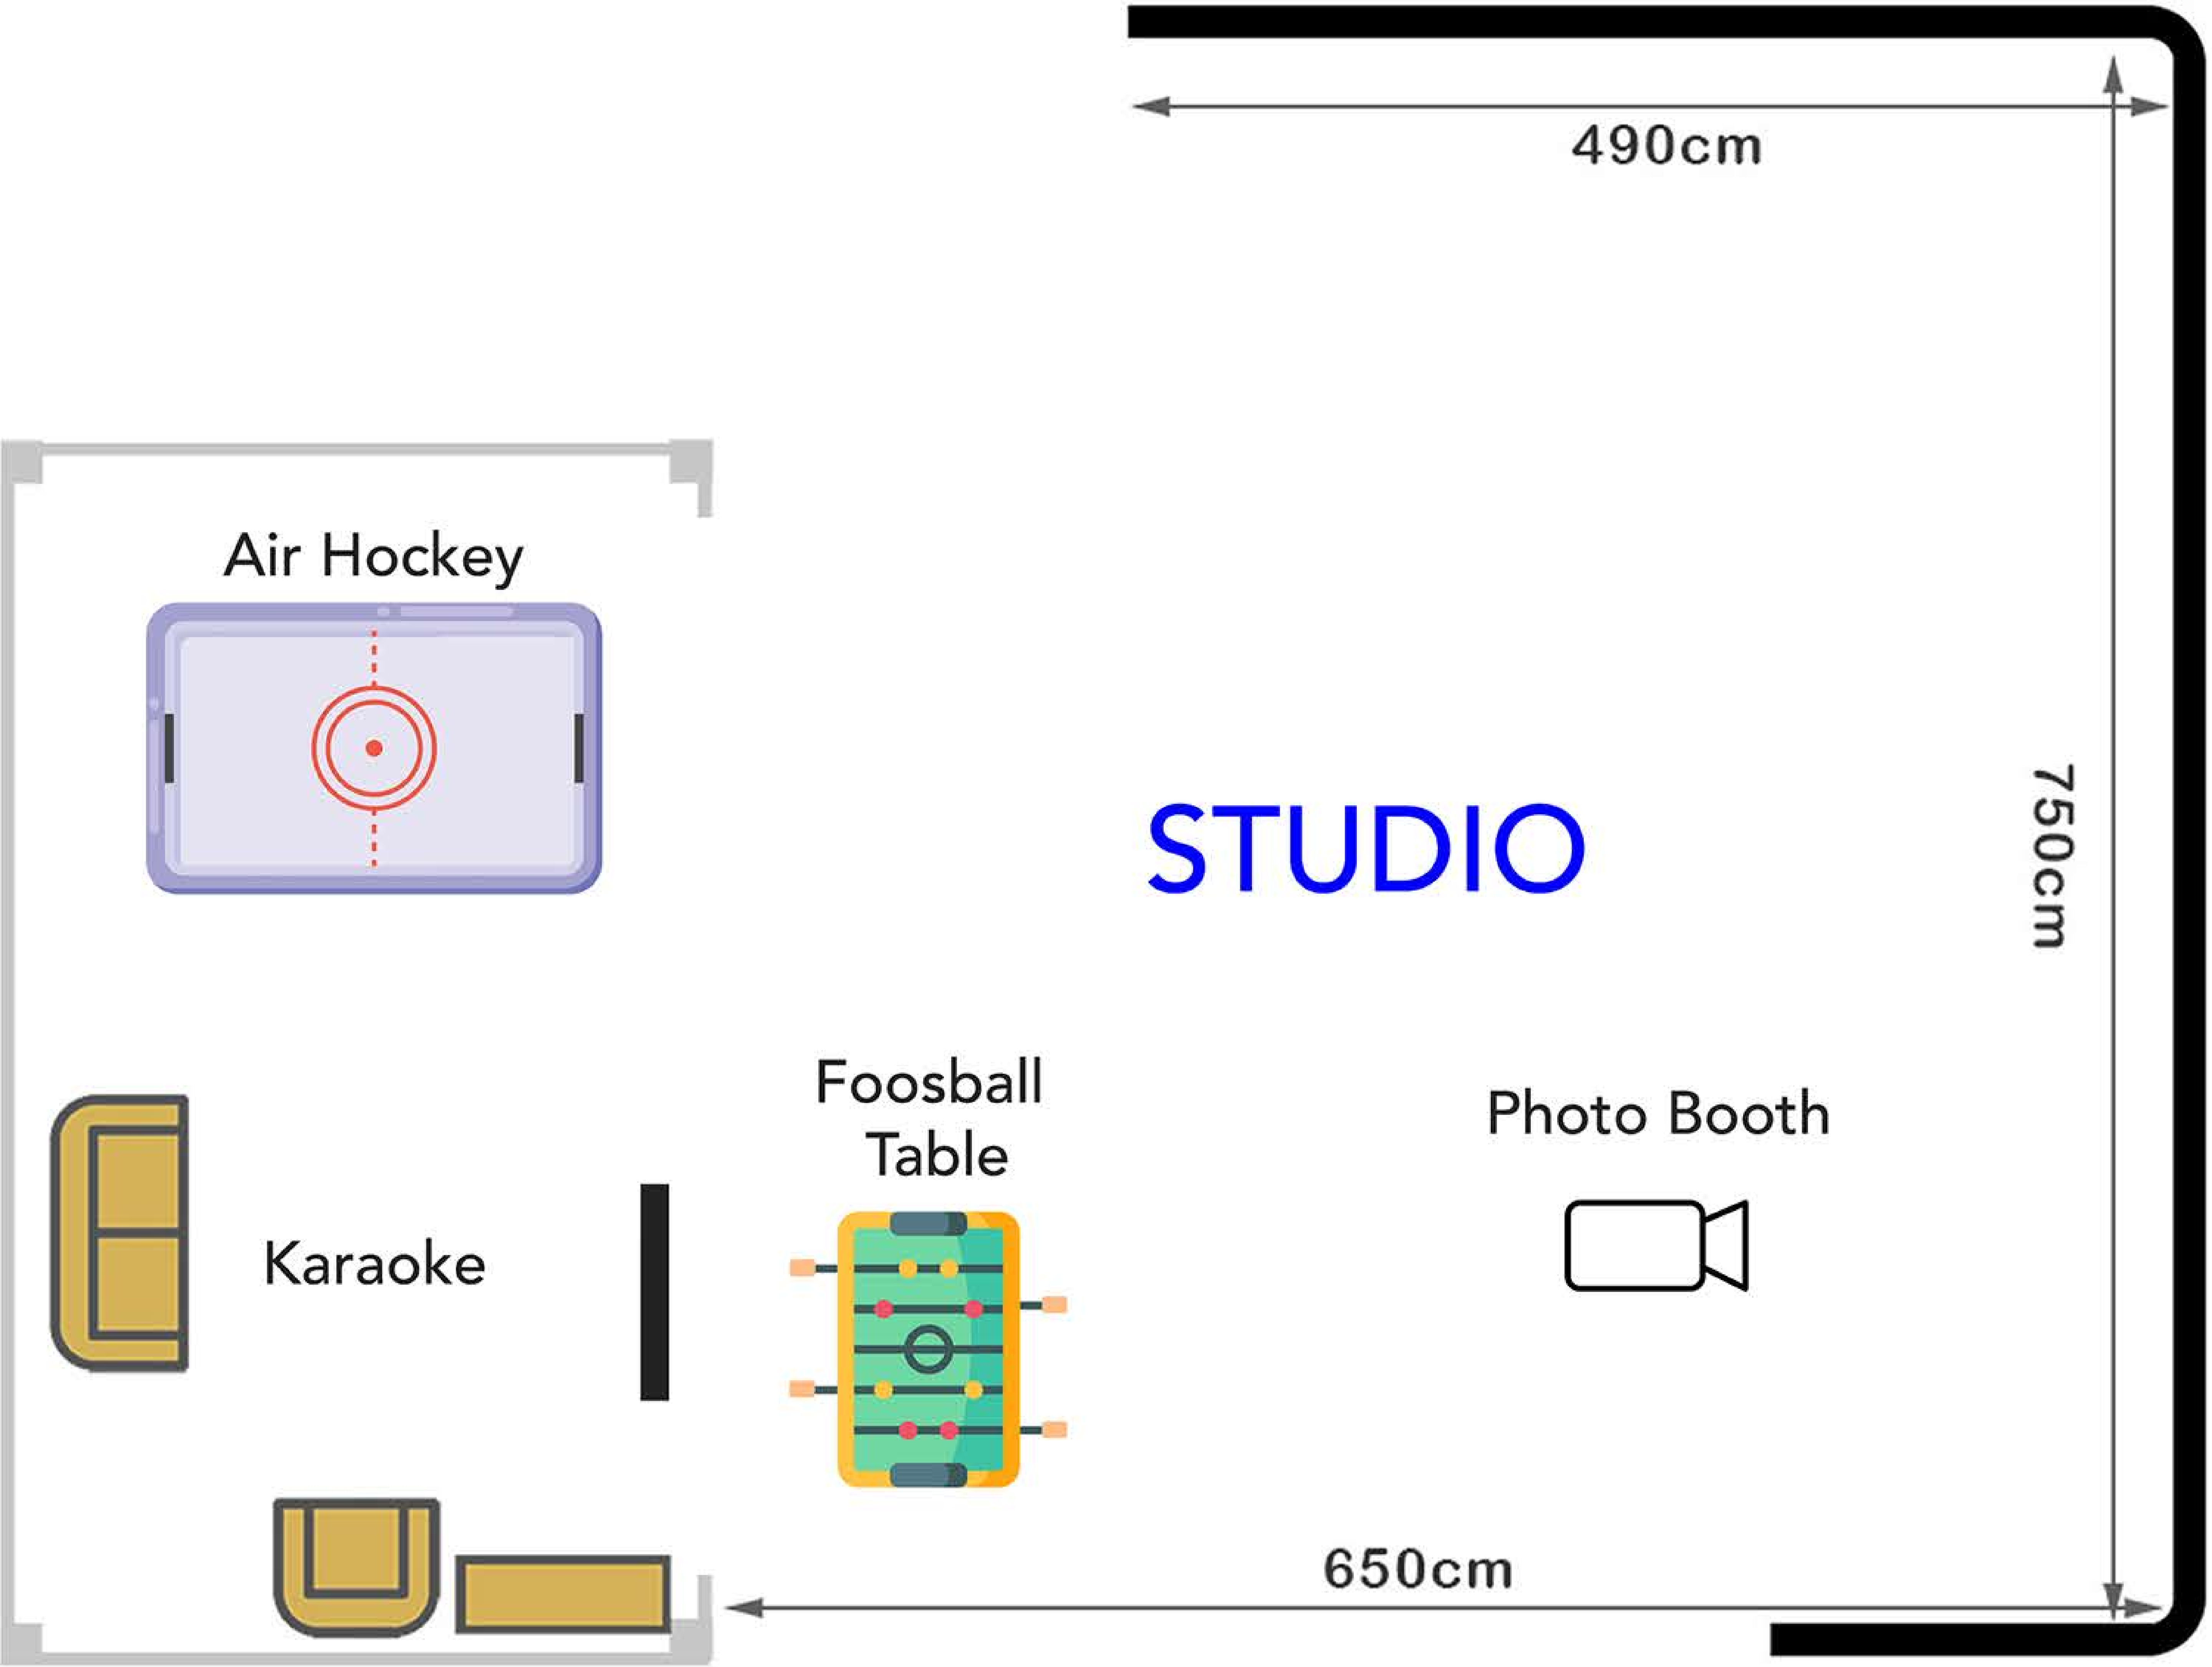 490cm
Air Hockey
STUDIO
750cm
Foosball
Table
Photo Booth
Karaoke
650cm